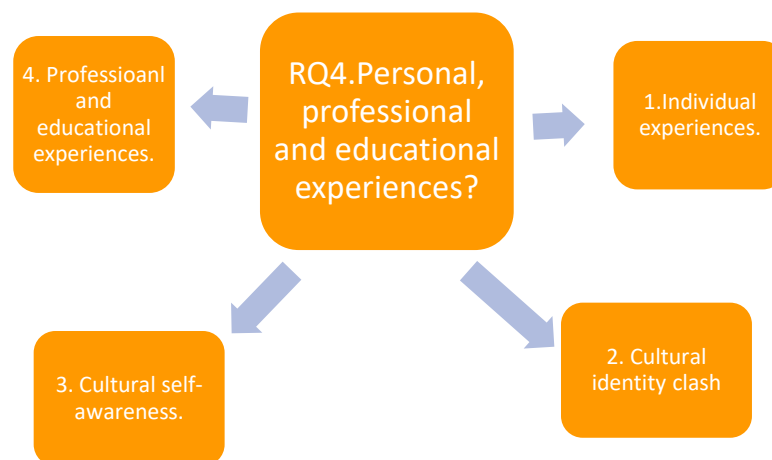 RQ4.Personal,
professional
and educational
experiences?
1.Individual
experiences.
2. Cultural
identity clash
3. Cultural self-
awareness.
4. Professioanl
and
educational
experiences.